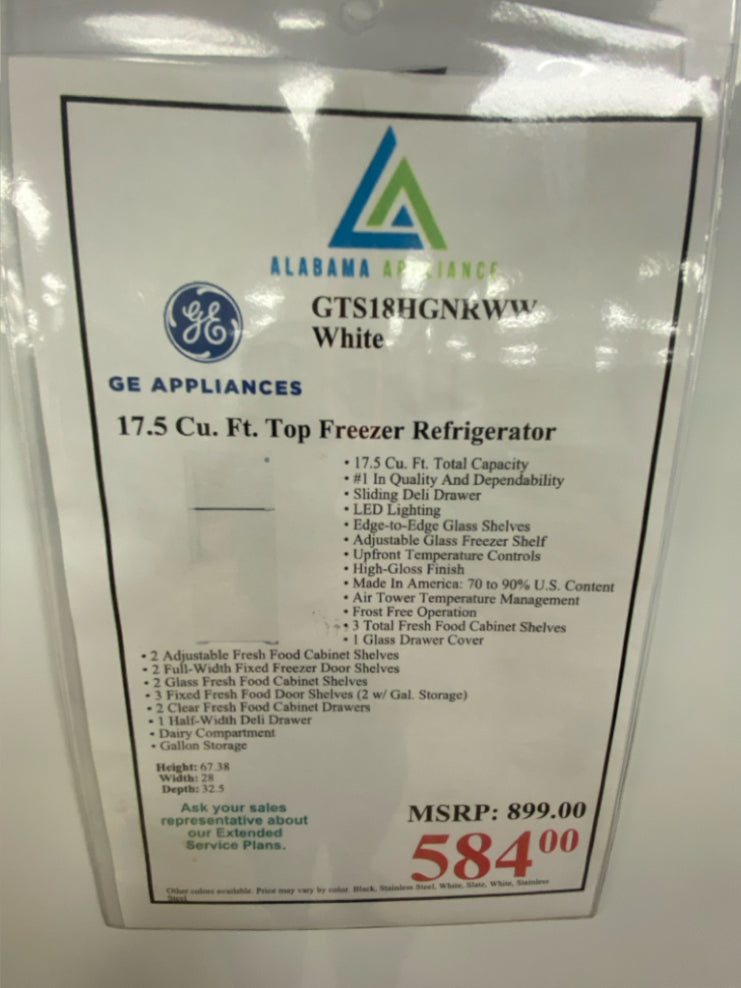 ALABAMA APPLIANCE
GE
GTS18HGNRWW
White
GE APPLIANCES
17.5 Cu. Ft. Top Freezer Refrigerator
• 17.5 Cu. Ft. Total Capacity
• #1 In Quality And Dependability
• Sliding Deli Drawer
• LED Lighting
• Edge-to-Edge Glass Shelves
• Adjustable Glass Freezer Shelf
• Upfront Temperature Controls
• High-Gloss Finish
• Made In America: 70 to 90% U.S. Content
• Air Tower Temperature Management
• Frost Free Operation
• 3 Total Fresh Food Cabinet Shelves
• 1 Glass Drawer Cover
• 2 Adjustable Fresh Food Cabinet Shelves
• 2 Full-Width Fixed Freezer Door Shelves
• 2 Glass Fresh Food Cabinet Shelves
• 3 Fixed Fresh Food Door Shelves (2 w/ Gal. Storage)
• 2 Clear Fresh Food Cabinet Drawers
• 1 Half-Width Deli Drawer
• Dairy Compartment
• Gallon Storage
Height: 67.38
Width: 28
Depth: 32.5
Ask your sales
representative about
our Extended
Service Plans.
MSRP: 899.00
584.00
Other colors available. Price may vary by color. Black, Stainless Steel, White, Slate, White, Stainless
Steel